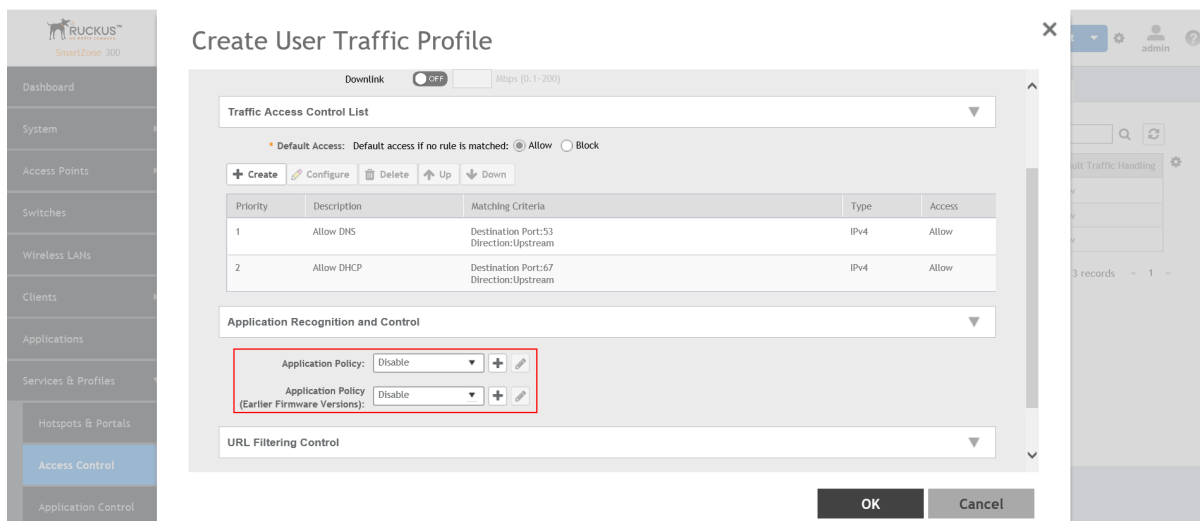 RUCKUS™
SmartZone 300
admin
Dashboard
System
Access Points
Switches
Wireless LANs
Clients
Applications
Services & Profiles
Hotspots & Portals
Access Control
Application Control
Create User Traffic Profile
Downlink OFF Mbps (0.1~200)
Traffic Access Control List
* Default Access: Default access if no rule is matched: Allow Block
Create Configure Delete Up Down
Priority Description Matching Criteria Type Access
1 Allow DNS Destination Port:53 IPv4 Allow
Direction:Upstream
2 Allow DHCP Destination Port:67 IPv4 Allow
Direction:Upstream
Application Recognition and Control
Application Policy: Disable
Application Policy
(Earlier Firmware Versions): Disable
URL Filtering Control
OK Cancel
Traffic Handling
3 records 1